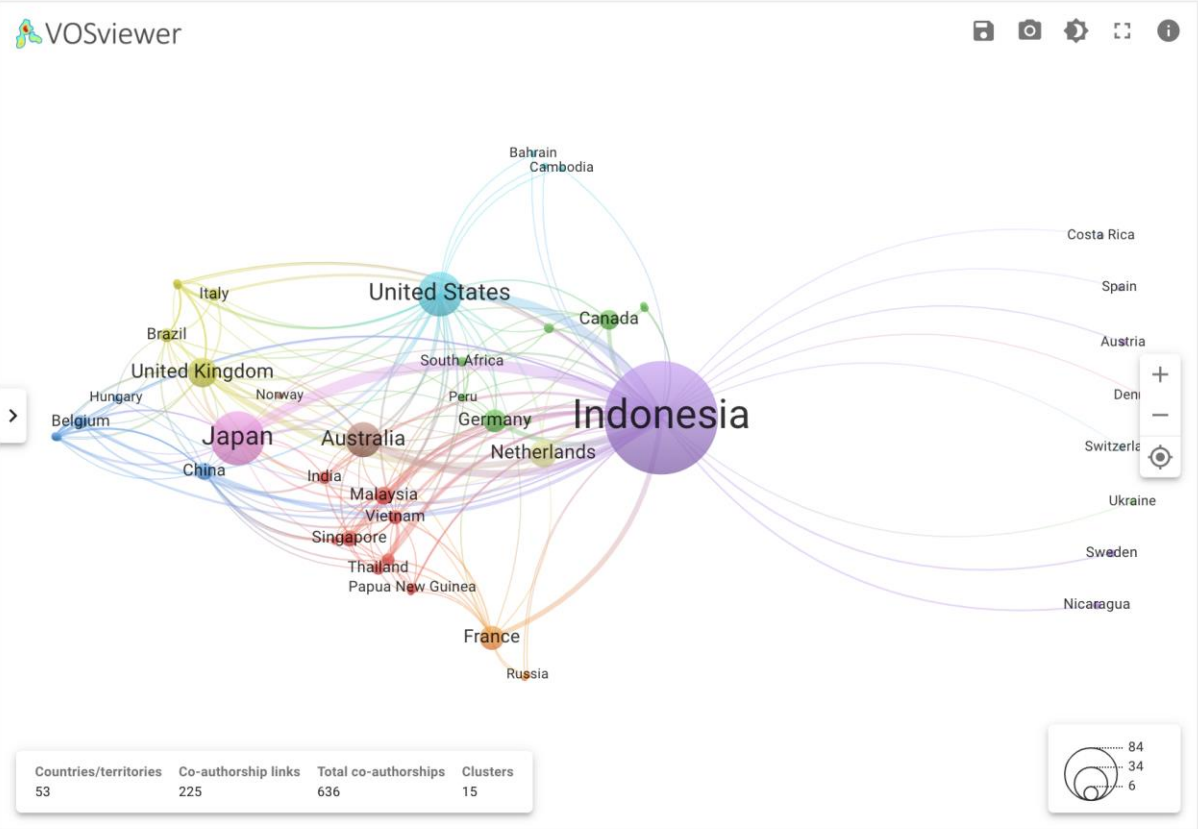 VOSviewer
Bahrain
Cambodia
Costa Rica
Spain
Italy
United States
Canada
Austria
Brazil
United Kingdom
South Africa
Hungary
Norway
Peru
Den
Belgium
Japan
Australia
Germany
Indonesia
Netherlands
Switzerla
China
India
Malaysia
Vietnam
Ukraine
Singapore
Sweden
Thailand
Papua New Guinea
Nicaragua
France
Russia
Countries/territories Co-authorship links Total co-authorships Clusters
53 225 636 15
84
34
6